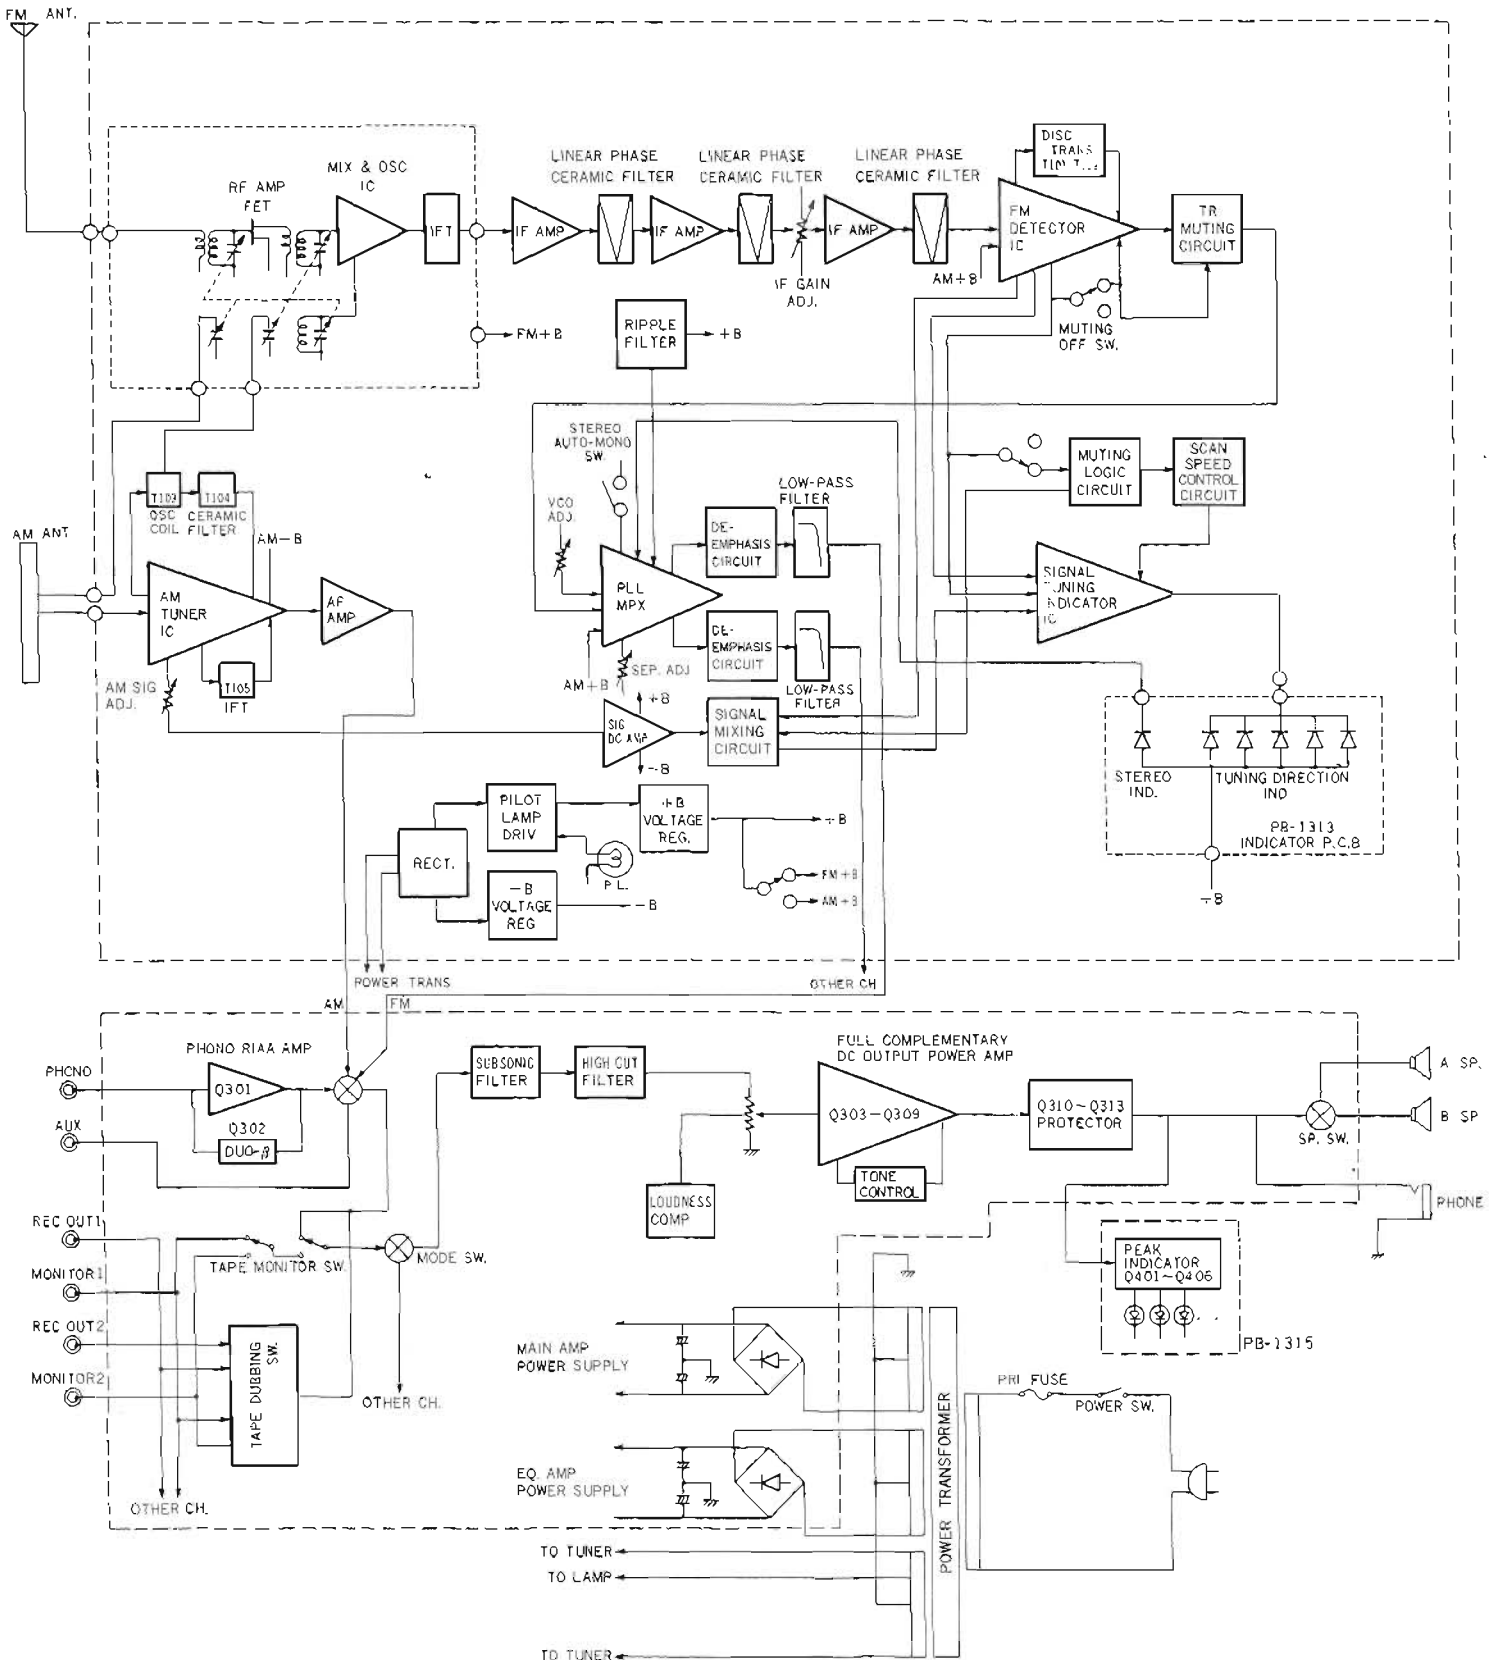 FM ANT.
MIX & OSC
IC
RF AMP
FET
IFT
LINEAR PHASE
CERAMIC FILTER
LINEAR PHASE
CERAMIC FILTER
LINEAR PHASE
CERAMIC FILTER
IF AMP
IF AMP
IF AMP
IF GAIN
ADJ.
DISC
TRANS
FM
DETECTOR
IC
AM+B
TR
MUTING
CIRCUIT
MUTING
OFF SW.
FM+B
RIPPLE
FILTER
+B
STEREO
AUTO-MONO
SW.
VCO
ADJ.
PLL
MPX
AM+B
SEP. ADJ
DE-
EMPHASIS
CIRCUIT
LOW-PASS
FILTER
DE-
EMPHASIS
CIRCUIT
LOW-PASS
FILTER
MUTING
LOGIC
CIRCUIT
SCAN
SPEED
CONTROL
CIRCUIT
SIGNAL
TUNING
INDICATOR
IC
T103
OSC
COIL
T104
CERAMIC
FILTER
AM-B
AM ANT
AM
TUNER
IC
AF
AMP
AM SIG
ADJ.
T105
IFT
+B
SIG
DC AMP
-B
SIGNAL
MIXING
CIRCUIT
STEREO
IND.
TUNING DIRECTION
IND
PB-1313
INDICATOR P.C.B
+B
RECT.
PILOT
LAMP
DRIV
P.L.
+B
VOLTAGE
REG.
+B
FM+B
AM+B
-B
VOLTAGE
REG
-B
POWER TRANS
OTHER CH
AM
FM
PHONO
AUX
PHONO RIAA AMP
Q301
Q302
DUO-β
SUBSONIC
FILTER
HIGH CUT
FILTER
LOUDNESS
COMP
FULL COMPLEMENTARY
DC OUTPUT POWER AMP
Q303-Q309
TONE
CONTROL
Q310~Q313
PROTECTOR
SP. SW.
A SP.
B SP
PHONE
PEAK
INDICATOR
Q401~Q406
PB-1315
REC OUT1
MONITOR1
REC OUT2
MONITOR2
TAPE MONITOR SW.
MODE SW.
TAPE DUBBING
SW.
OTHER CH.
OTHER CH.
MAIN AMP
POWER SUPPLY
EQ. AMP
POWER SUPPLY
TO TUNER
TO LAMP
TO TUNER
POWER TRANSFORMER
PRI FUSE
POWER SW.